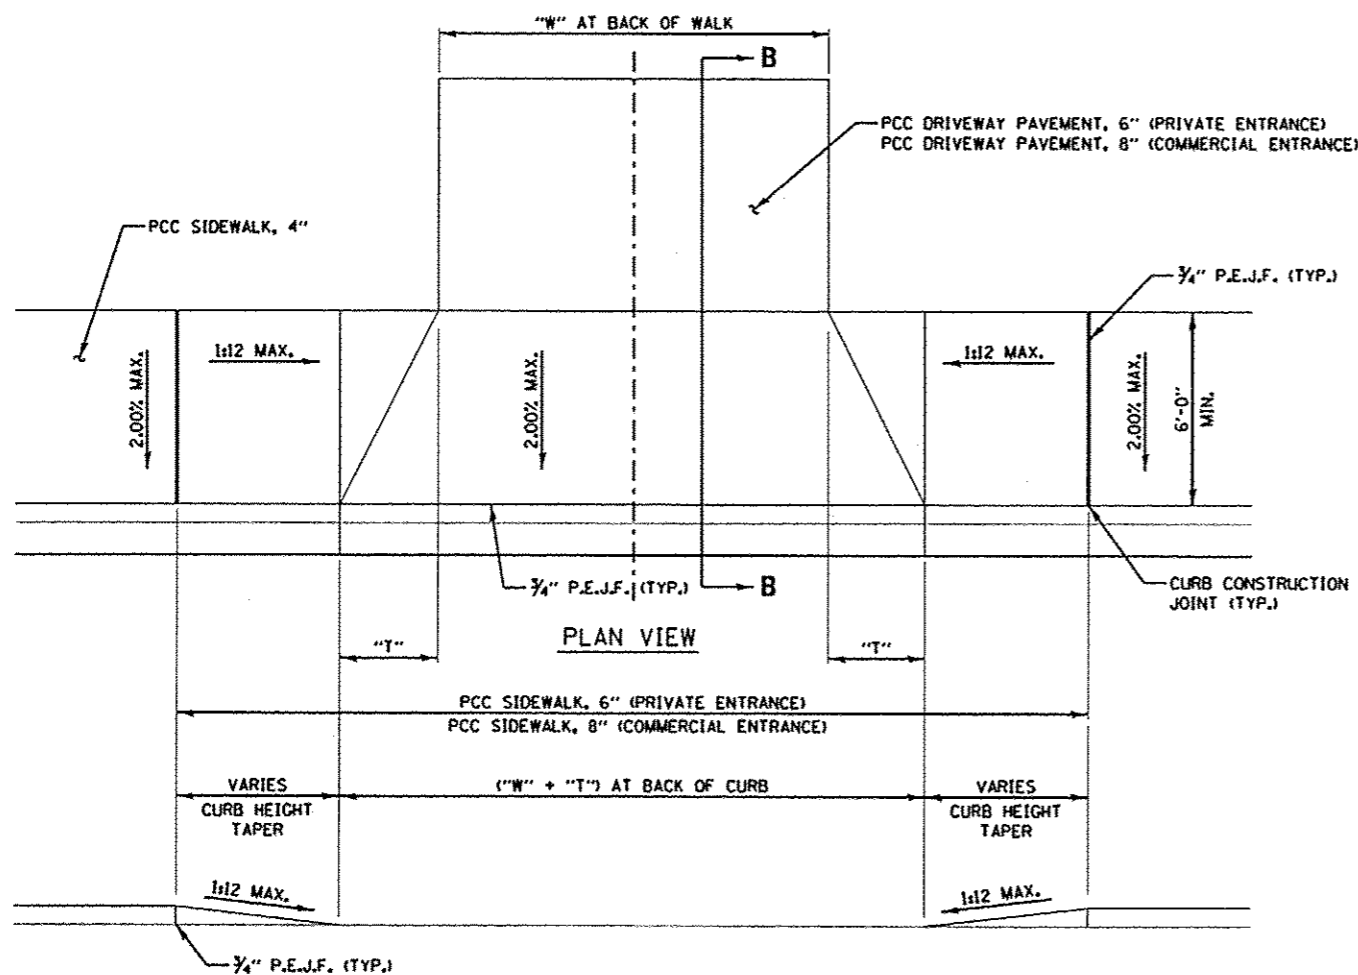 "W" AT BACK OF WALK
B
PCC DRIVEWAY PAVEMENT, 6" (PRIVATE ENTRANCE)
PCC DRIVEWAY PAVEMENT, 8" (COMMERCIAL ENTRANCE)
PCC SIDEWALK, 4"
3/4" P.E.J.F. (TYP.)
2.00% MAX.
1:12 MAX.
2.00% MAX.
1:12 MAX.
2.00% MAX.
6'-0"
MIN.
3/4" P.E.J.F. (TYP.)
B
CURB CONSTRUCTION
JOINT (TYP.)
PLAN VIEW
"T"
"T"
PCC SIDEWALK, 6" (PRIVATE ENTRANCE)
PCC SIDEWALK, 8" (COMMERCIAL ENTRANCE)
VARIES
CURB HEIGHT
TAPER
("W" + "T") AT BACK OF CURB
VARIES
CURB HEIGHT
TAPER
1:12 MAX.
1:12 MAX.
3/4" P.E.J.F. (TYP.)